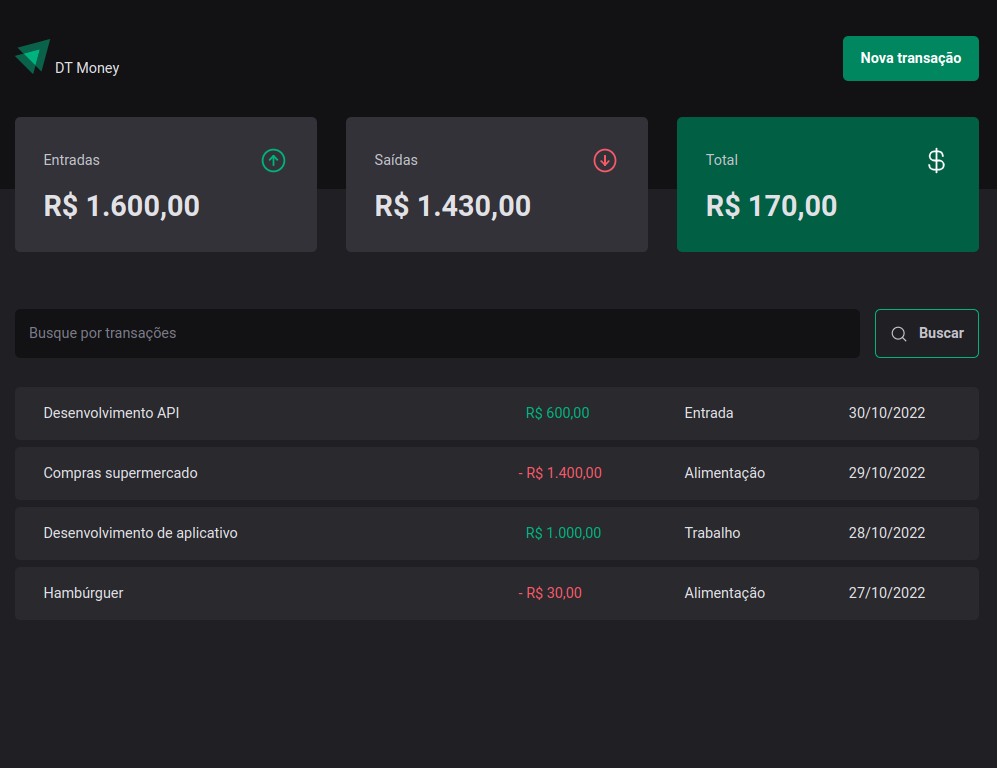 DT Money
Nova transação
Entradas
R$ 1.600,00
Saídas
R$ 1.430,00
Total
R$ 170,00
Busque por transações
Buscar
Desenvolvimento API R$ 600,00 Entrada 30/10/2022
Compras supermercado - R$ 1.400,00 Alimentação 29/10/2022
Desenvolvimento de aplicativo R$ 1.000,00 Trabalho 28/10/2022
Hambúrguer - R$ 30,00 Alimentação 27/10/2022